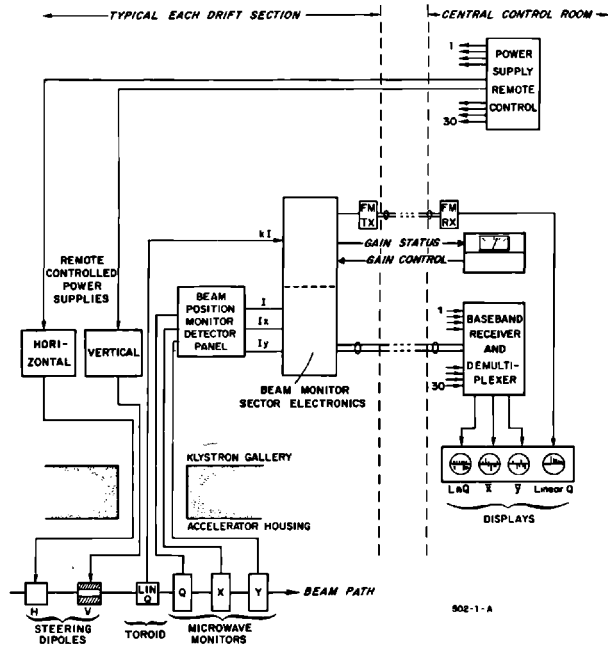 TYPICAL EACH DRIFT SECTION
CENTRAL CONTROL ROOM
1
30
POWER
SUPPLY
REMOTE
CONTROL
FM
TX
FM
RX
kI
GAIN STATUS
GAIN CONTROL
REMOTE
CONTROLLED
POWER
SUPPLIES
BEAM
POSITION
MONITOR
DETECTOR
PANEL
I
Ix
Iy
HORI-
ZONTAL
VERTICAL
1
30
BASEBAND
RECEIVER
AND
DEMULTI-
PLEXER
BEAM MONITOR
SECTOR ELECTRONICS
KLYSTRON GALLERY
ACCELERATOR HOUSING
LnQ
x̅
y̅
Linear Q
DISPLAYS
H
V
LIN
Q
Q
X
Y
BEAM PATH
STEERING
DIPOLES
TOROID
MICROWAVE
MONITORS
902-1-A